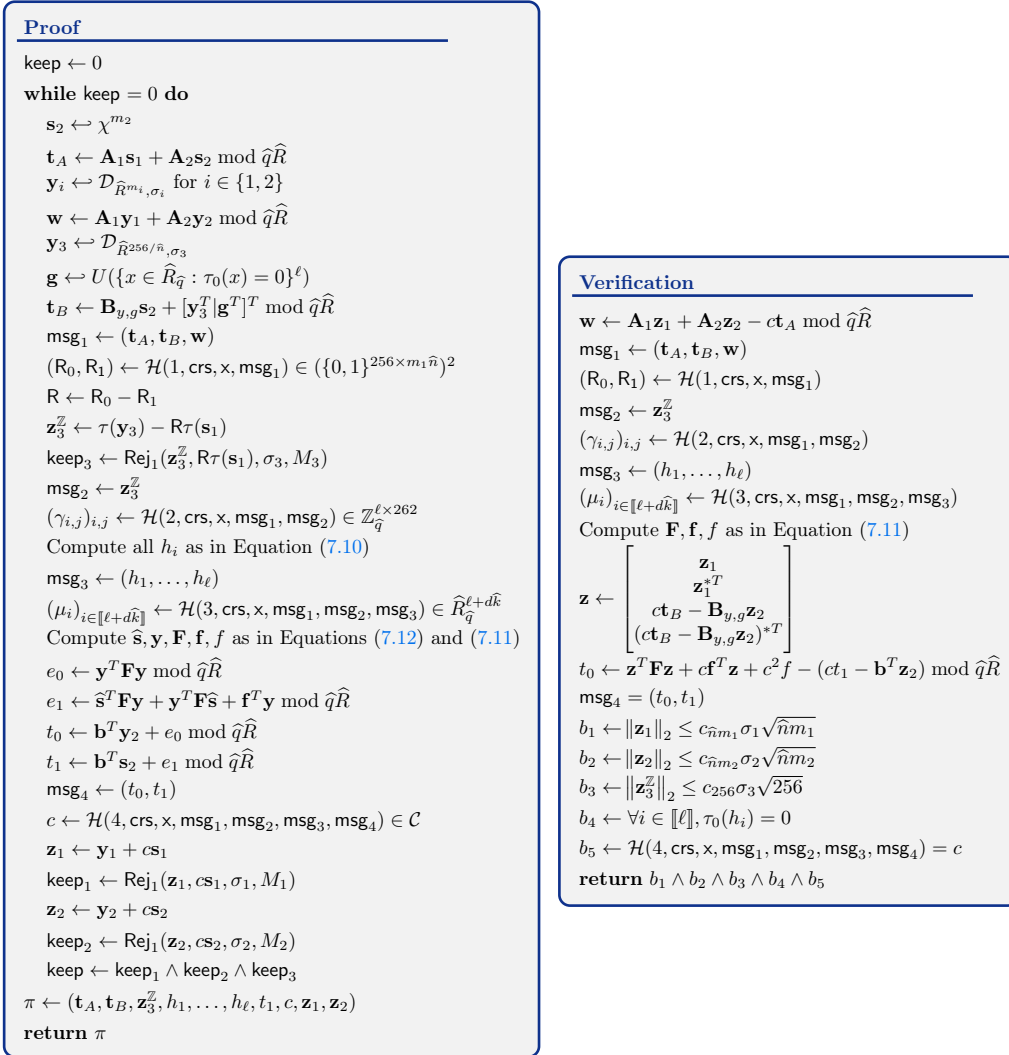 Proof
keep ← 0
while keep = 0 do
s₂ ↩ χ^{m₂}
t_A ← A₁s₁ + A₂s₂ mod q̂R̂
y_i ↩ D_{R̂^{m_i},σ_i} for i ∈ {1, 2}
w ← A₁y₁ + A₂y₂ mod q̂R̂
y₃ ↩ D_{R̂^{256/n̂},σ₃}
g ↩ U({x ∈ R̂_{q̂} : τ₀(x) = 0}^ℓ)
t_B ← B_{y,g}s₂ + [y₃^T|g^T]^T mod q̂R̂
msg₁ ← (t_A, t_B, w)
(R₀, R₁) ← H(1, crs, x, msg₁) ∈ ({0, 1}^{256×m₁n̂})²
R ← R₀ − R₁
z₃^ℤ ← τ(y₃) − Rτ(s₁)
keep₃ ← Rej₁(z₃^ℤ, Rτ(s₁), σ₃, M₃)
msg₂ ← z₃^ℤ
(γ_{i,j})_{i,j} ← H(2, crs, x, msg₁, msg₂) ∈ ℤ_{q̂}^{ℓ×262}
Compute all h_i as in Equation (7.10)
msg₃ ← (h₁, . . . , h_ℓ)
(μ_i)_{i∈⟦ℓ+dk̂⟧} ← H(3, crs, x, msg₁, msg₂, msg₃) ∈ R̂_{q̂}^{ℓ+dk̂}
Compute ŝ, y, F, f, f as in Equations (7.12) and (7.11)
e₀ ← y^T Fy mod q̂R̂
e₁ ← ŝ^T Fy + y^T Fŝ + f^T y mod q̂R̂
t₀ ← b^T y₂ + e₀ mod q̂R̂
t₁ ← b^T s₂ + e₁ mod q̂R̂
msg₄ ← (t₀, t₁)
c ← H(4, crs, x, msg₁, msg₂, msg₃, msg₄) ∈ C
z₁ ← y₁ + cs₁
keep₁ ← Rej₁(z₁, cs₁, σ₁, M₁)
z₂ ← y₂ + cs₂
keep₂ ← Rej₁(z₂, cs₂, σ₂, M₂)
keep ← keep₁ ∧ keep₂ ∧ keep₃
π ← (t_A, t_B, z₃^ℤ, h₁, . . . , h_ℓ, t₁, c, z₁, z₂)
return π
Verification
w ← A₁z₁ + A₂z₂ − ct_A mod q̂R̂
msg₁ ← (t_A, t_B, w)
(R₀, R₁) ← H(1, crs, x, msg₁)
msg₂ ← z₃^ℤ
(γ_{i,j})_{i,j} ← H(2, crs, x, msg₁, msg₂)
msg₃ ← (h₁, . . . , h_ℓ)
(μ_i)_{i∈⟦ℓ+dk̂⟧} ← H(3, crs, x, msg₁, msg₂, msg₃)
Compute F, f, f as in Equation (7.11)
z ← [
z₁
z₁^{*T}
ct_B − B_{y,g}z₂
(ct_B − B_{y,g}z₂)^{*T}
]
t₀ ← z^T Fz + cf^T z + c²f − (ct₁ − b^T z₂) mod q̂R̂
msg₄ = (t₀, t₁)
b₁ ← ‖z₁‖₂ ≤ c_{n̂m₁}σ₁√(n̂m₁)
b₂ ← ‖z₂‖₂ ≤ c_{n̂m₂}σ₂√(n̂m₂)
b₃ ← ‖z₃^ℤ‖₂ ≤ c₂₅₆σ₃√256
b₄ ← ∀i ∈ ⟦ℓ⟧, τ₀(h_i) = 0
b₅ ← H(4, crs, x, msg₁, msg₂, msg₃, msg₄) = c
return b₁ ∧ b₂ ∧ b₃ ∧ b₄ ∧ b₅